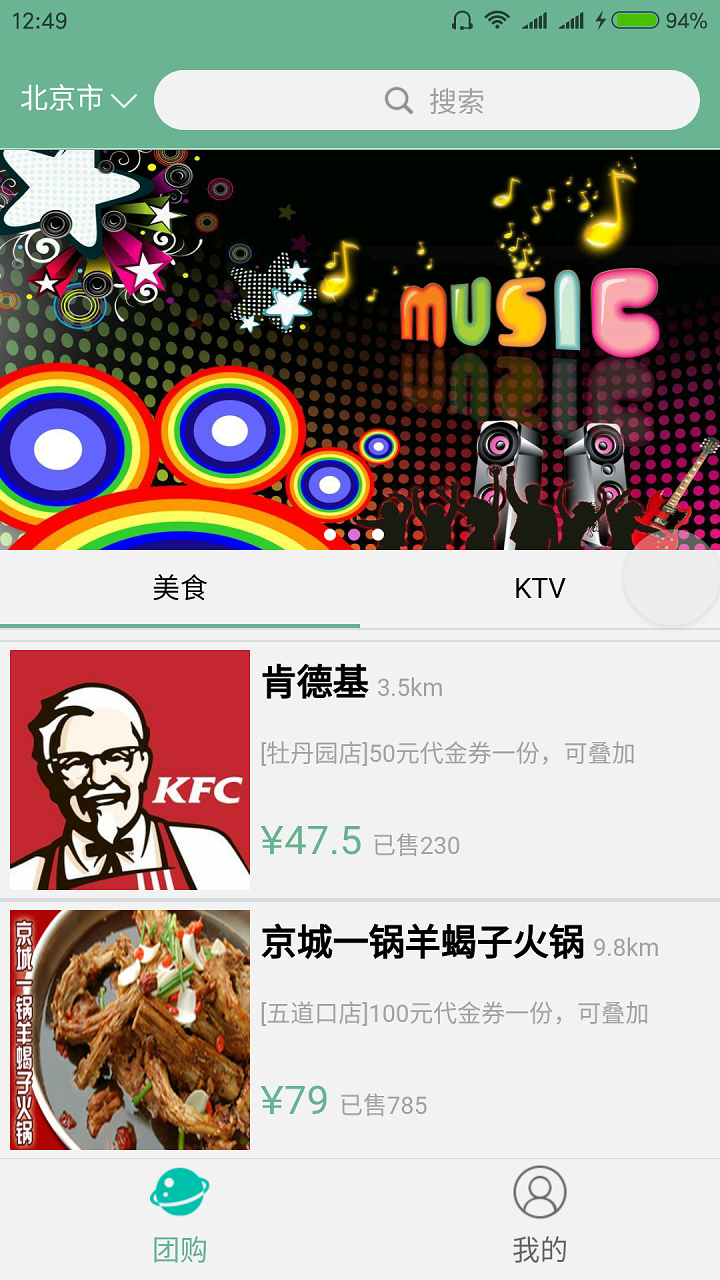 12:49 94%
北京市 搜索
MUSIC
美食 KTV
肯德基 3.5km
KFC
[牡丹园店]50元代金券一份，可叠加
¥47.5 已售230
京城一锅羊蝎子火锅 9.8km
京城一锅羊蝎子火锅
[五道口店]100元代金券一份，可叠加
¥79 已售785
团购 我的